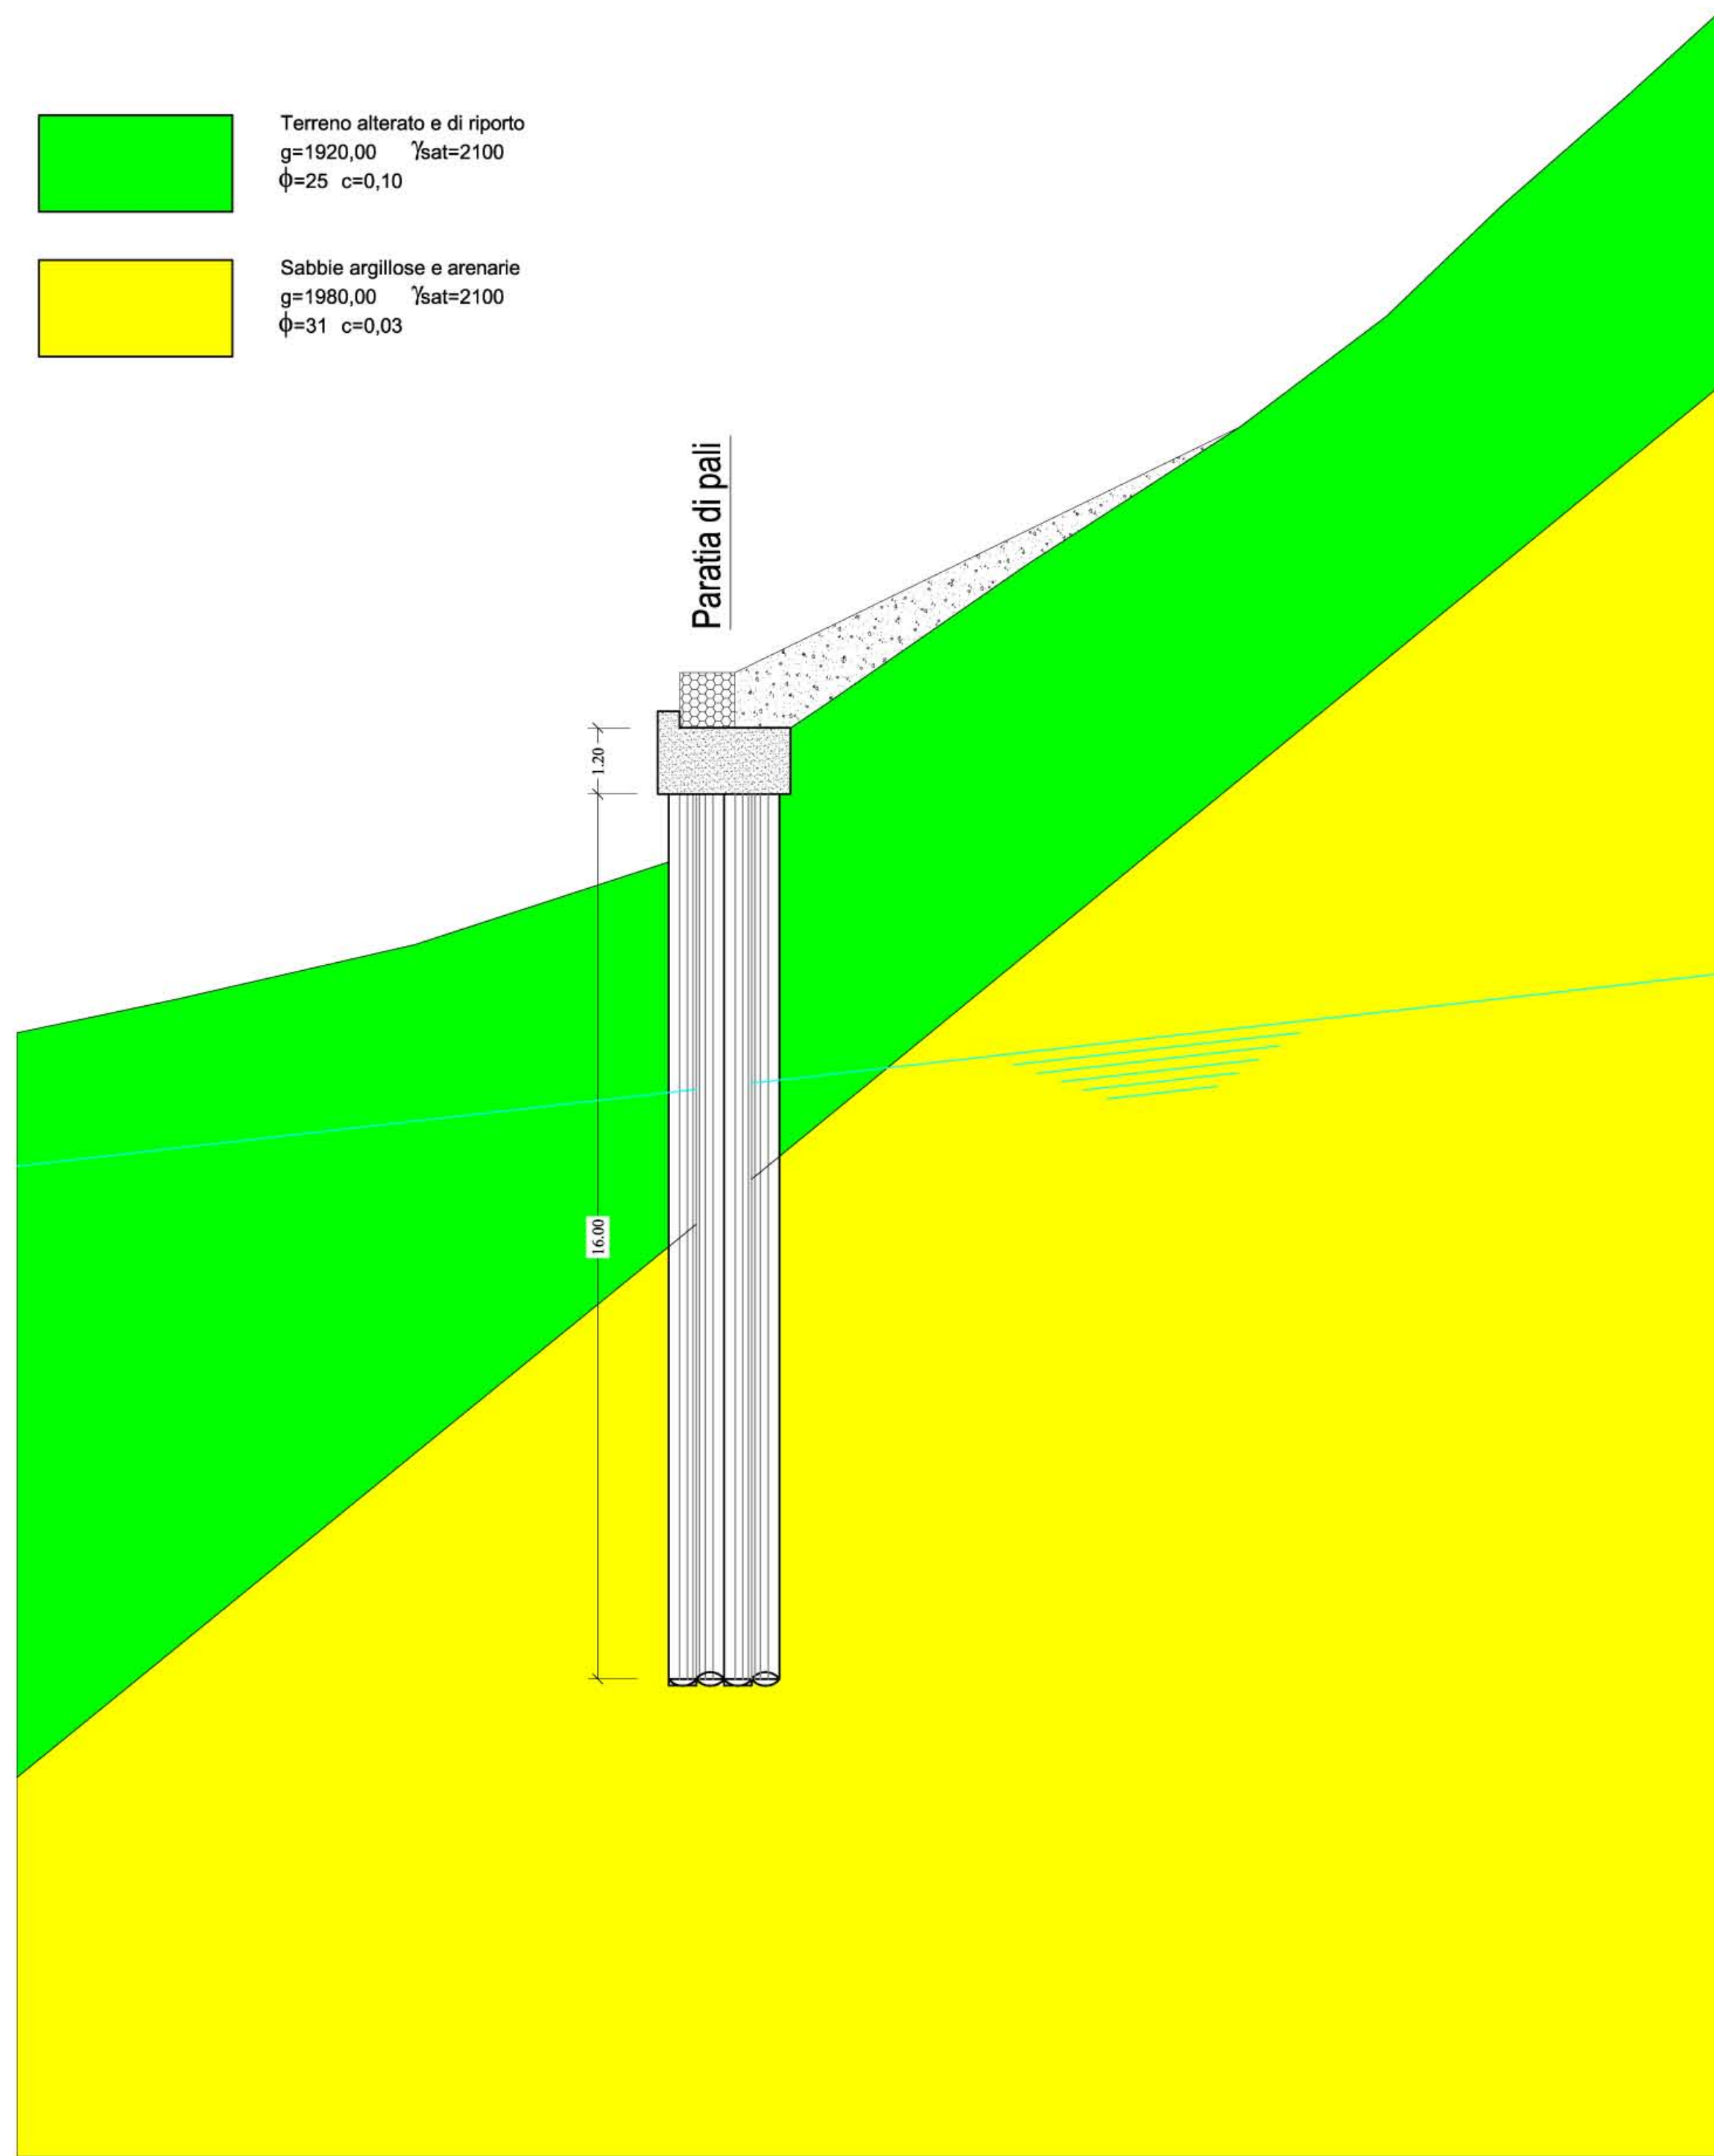 Terreno alterato e di riporto
g=1920,00 γsat=2100
ϕ=25 c=0,10
Sabbie argillose e arenarie
g=1980,00 γsat=2100
ϕ=31 c=0,03
Paratia di pali
1.20
16.00